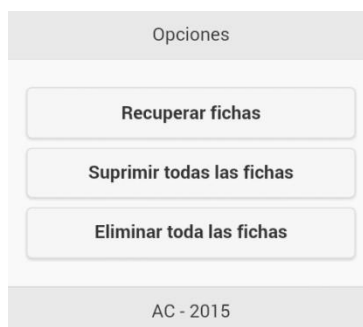 Opciones
Recuperar fichas
Suprimir todas las fichas
Eliminar toda las fichas
AC - 2015